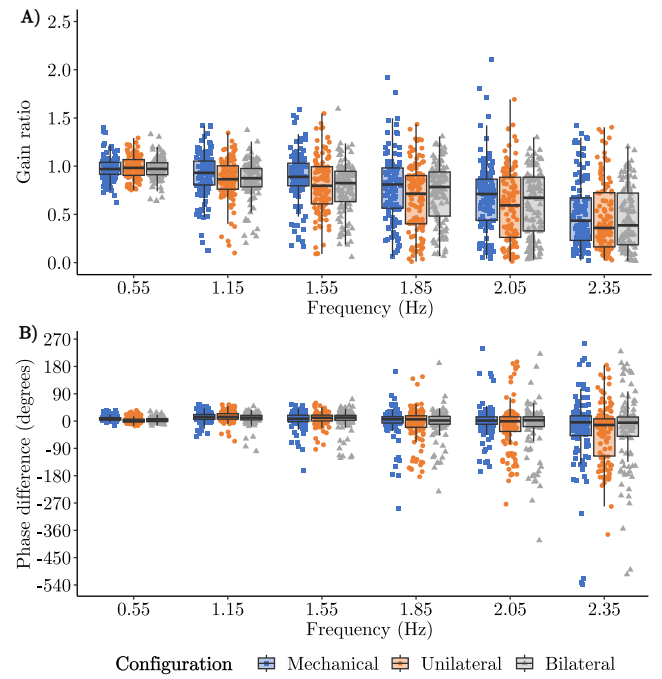 A)
Gain ratio
2.5
2.0
1.5
1.0
0.5
0.0
0.55 1.15 1.55 1.85 2.05 2.35
Frequency (Hz)
B)
Phase difference (degrees)
270
180
90
0
-90
-180
-270
-360
-450
-540
0.55 1.15 1.55 1.85 2.05 2.35
Frequency (Hz)
Configuration Mechanical Unilateral Bilateral